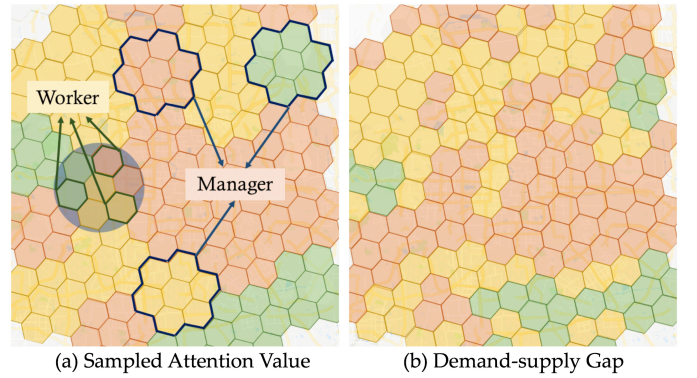 Worker
Manager
(a) Sampled Attention Value
(b) Demand-supply Gap